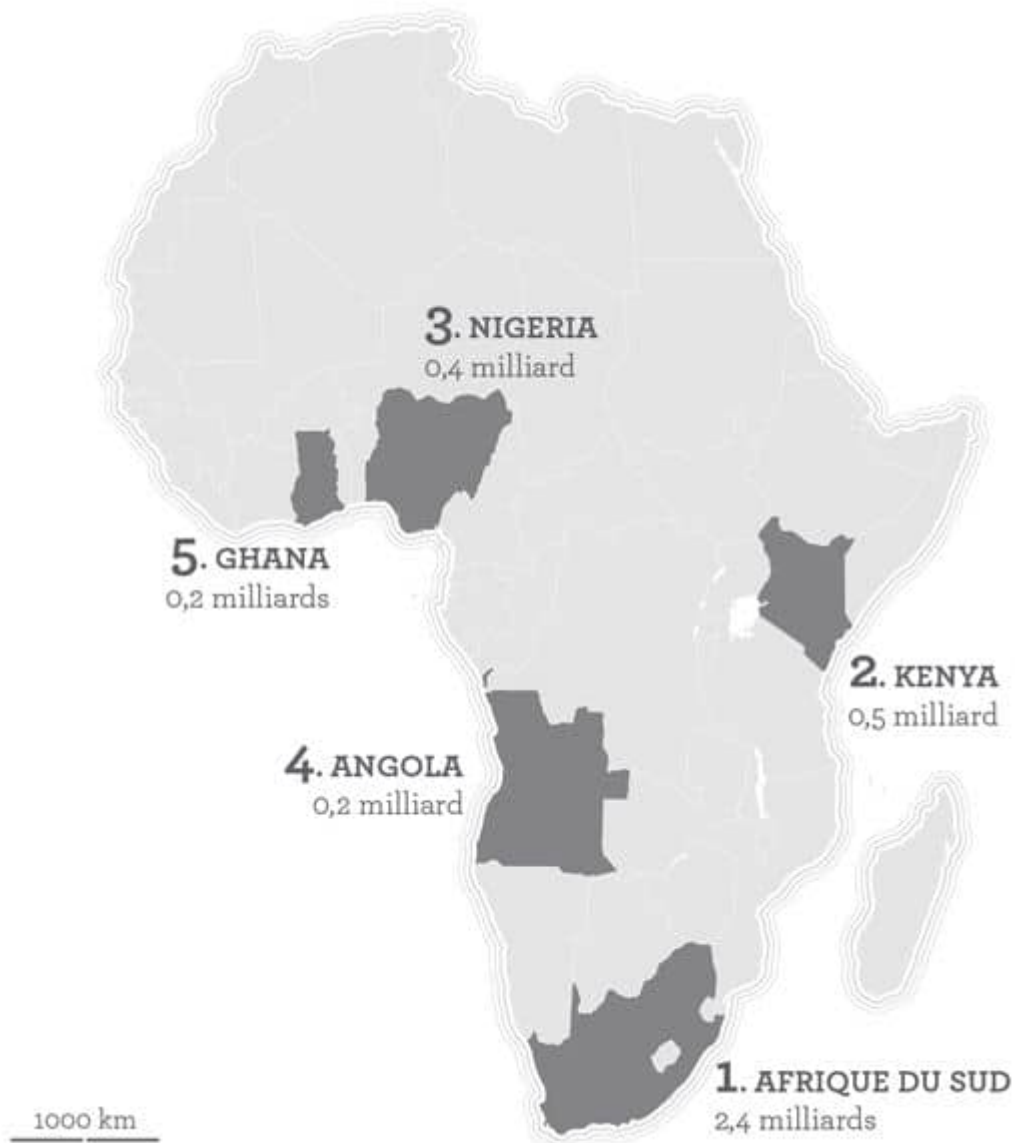 3. NIGERIA
0,4 milliard
5. GHANA
0,2 milliards
2. KENYA
0,5 milliard
4. ANGOLA
0,2 milliard
1. AFRIQUE DU SUD
2,4 milliards
1000 km